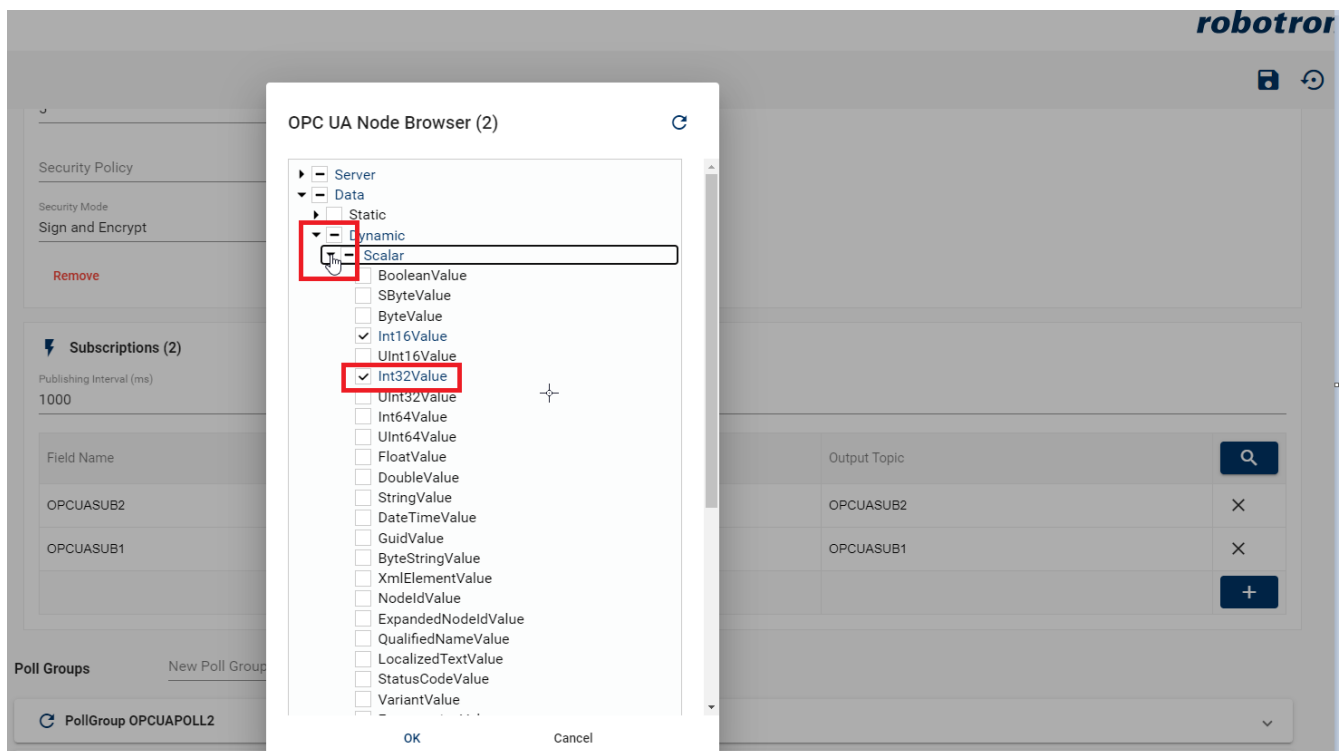 robotron
OPC UA Node Browser (2)
Security Policy
Security Mode
Sign and Encrypt
Remove
Server
Data
Static
Dynamic
Scalar
BooleanValue
SByteValue
ByteValue
Int16Value
UInt16Value
Int32Value
UInt32Value
Int64Value
UInt64Value
FloatValue
DoubleValue
StringValue
DateTimeValue
GuidValue
ByteStringValue
XmlElementValue
NodeIdValue
ExpandedNodeIdValue
QualifiedNameValue
LocalizedTextValue
StatusCodeValue
VariantValue
OK Cancel
Subscriptions (2)
Publishing Interval (ms)
1000
Field Name Output Topic
OPCUASUB2 OPCUASUB2
OPCUASUB1 OPCUASUB1
Poll Groups New Poll Group
PollGroup OPCUAPOLL2